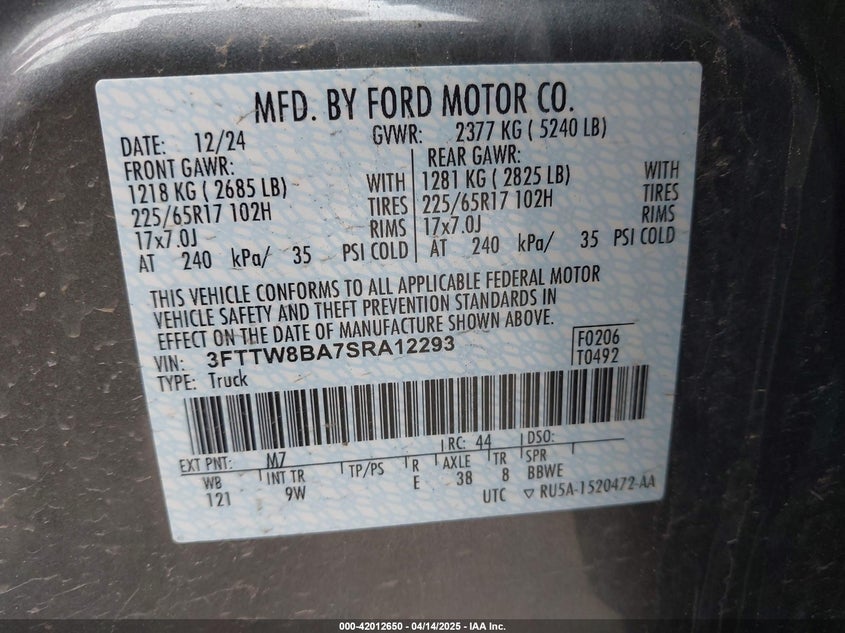 MFD. BY FORD MOTOR CO.
DATE: 12/24 GVWR: 2377 KG ( 5240 LB)
FRONT GAWR: REAR GAWR:
1218 KG ( 2685 LB) WITH 1281 KG ( 2825 LB) WITH
225/65R17 102H TIRES 225/65R17 102H TIRES
17x7.0J RIMS 17x7.0J RIMS
AT 240 kPa/ 35 PSI COLD AT 240 kPa/ 35 PSI COLD
THIS VEHICLE CONFORMS TO ALL APPLICABLE FEDERAL MOTOR
VEHICLE SAFETY AND THEFT PREVENTION STANDARDS IN
EFFECT ON THE DATE OF MANUFACTURE SHOWN ABOVE.
VIN: 3FTTW8BA7SRA12293 F0206
TYPE: Truck T0492
EXT PNT: M7 RC: 44 DSO:
WB INT TR TP/PS R AXLE TR SPR
121 9W E 38 8 BBWE
UTC ▽ RU5A-1520472-AA
000-42012650 / 04/14/2025 - IAA Inc.